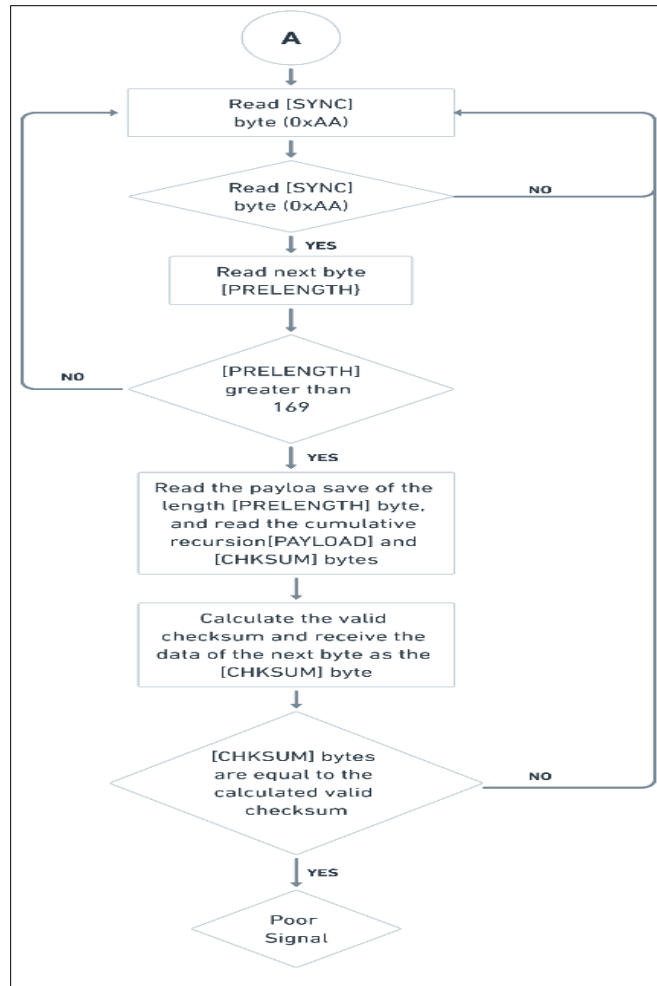 A
Read [SYNC]
byte (0xAA)
Read [SYNC]
byte (0xAA)
NO
YES
Read next byte
[PRELENGTH}
[PRELENGTH]
greater than
169
NO
YES
Read the payloa save of the
length [PRELENGTH] byte,
and read the cumulative
recursion[PAYLOAD] and
[CHKSUM] bytes
Calculate the valid
checksum and receive the
data of the next byte as the
[CHKSUM] byte
[CHKSUM] bytes
are equal to the
calculated valid
checksum
NO
YES
Poor
Signal